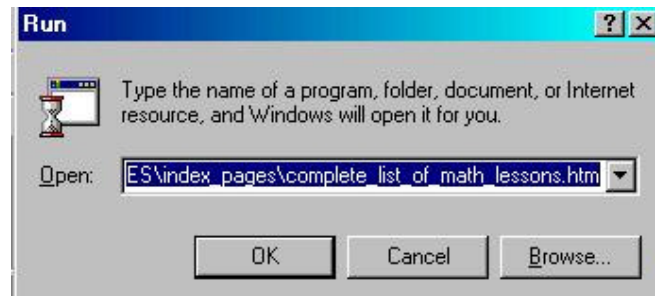 Run
Type the name of a program, folder, document, or Internet
resource, and Windows will open it for you.
Open: ES\index_pages\complete_list_of_math_lessons.htm
OK Cancel Browse...